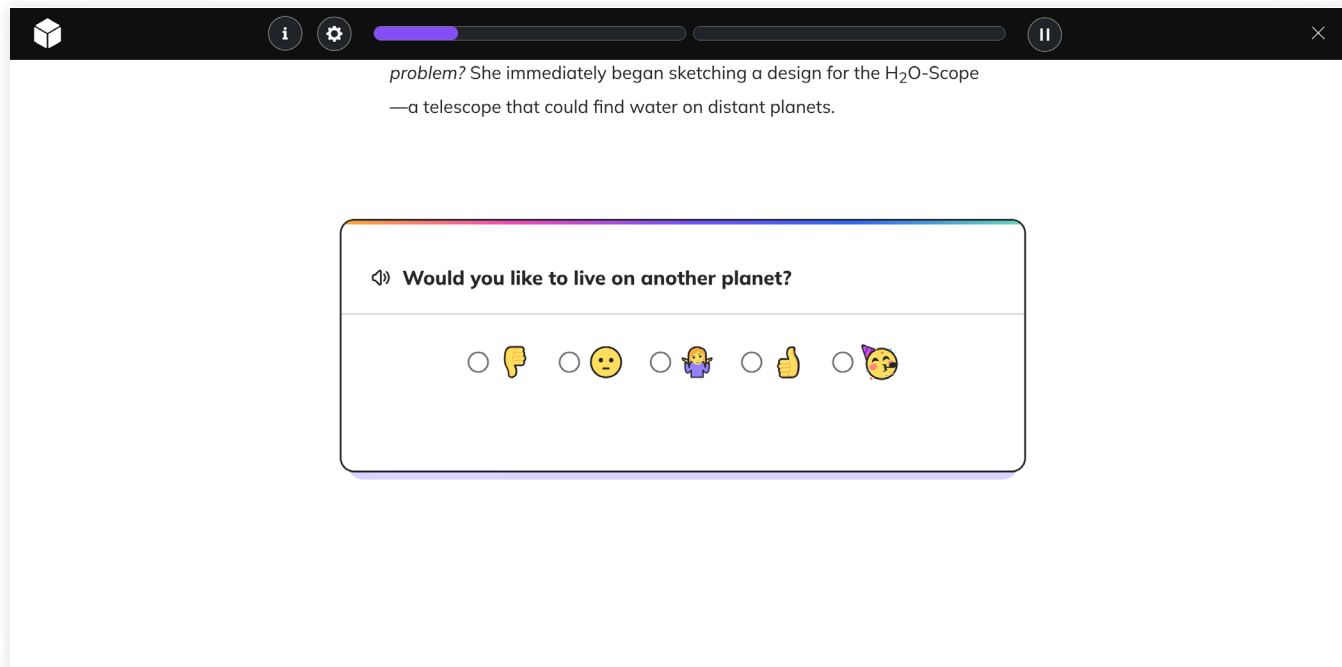 problem? She immediately began sketching a design for the H₂O-Scope
—a telescope that could find water on distant planets.
Would you like to live on another planet?